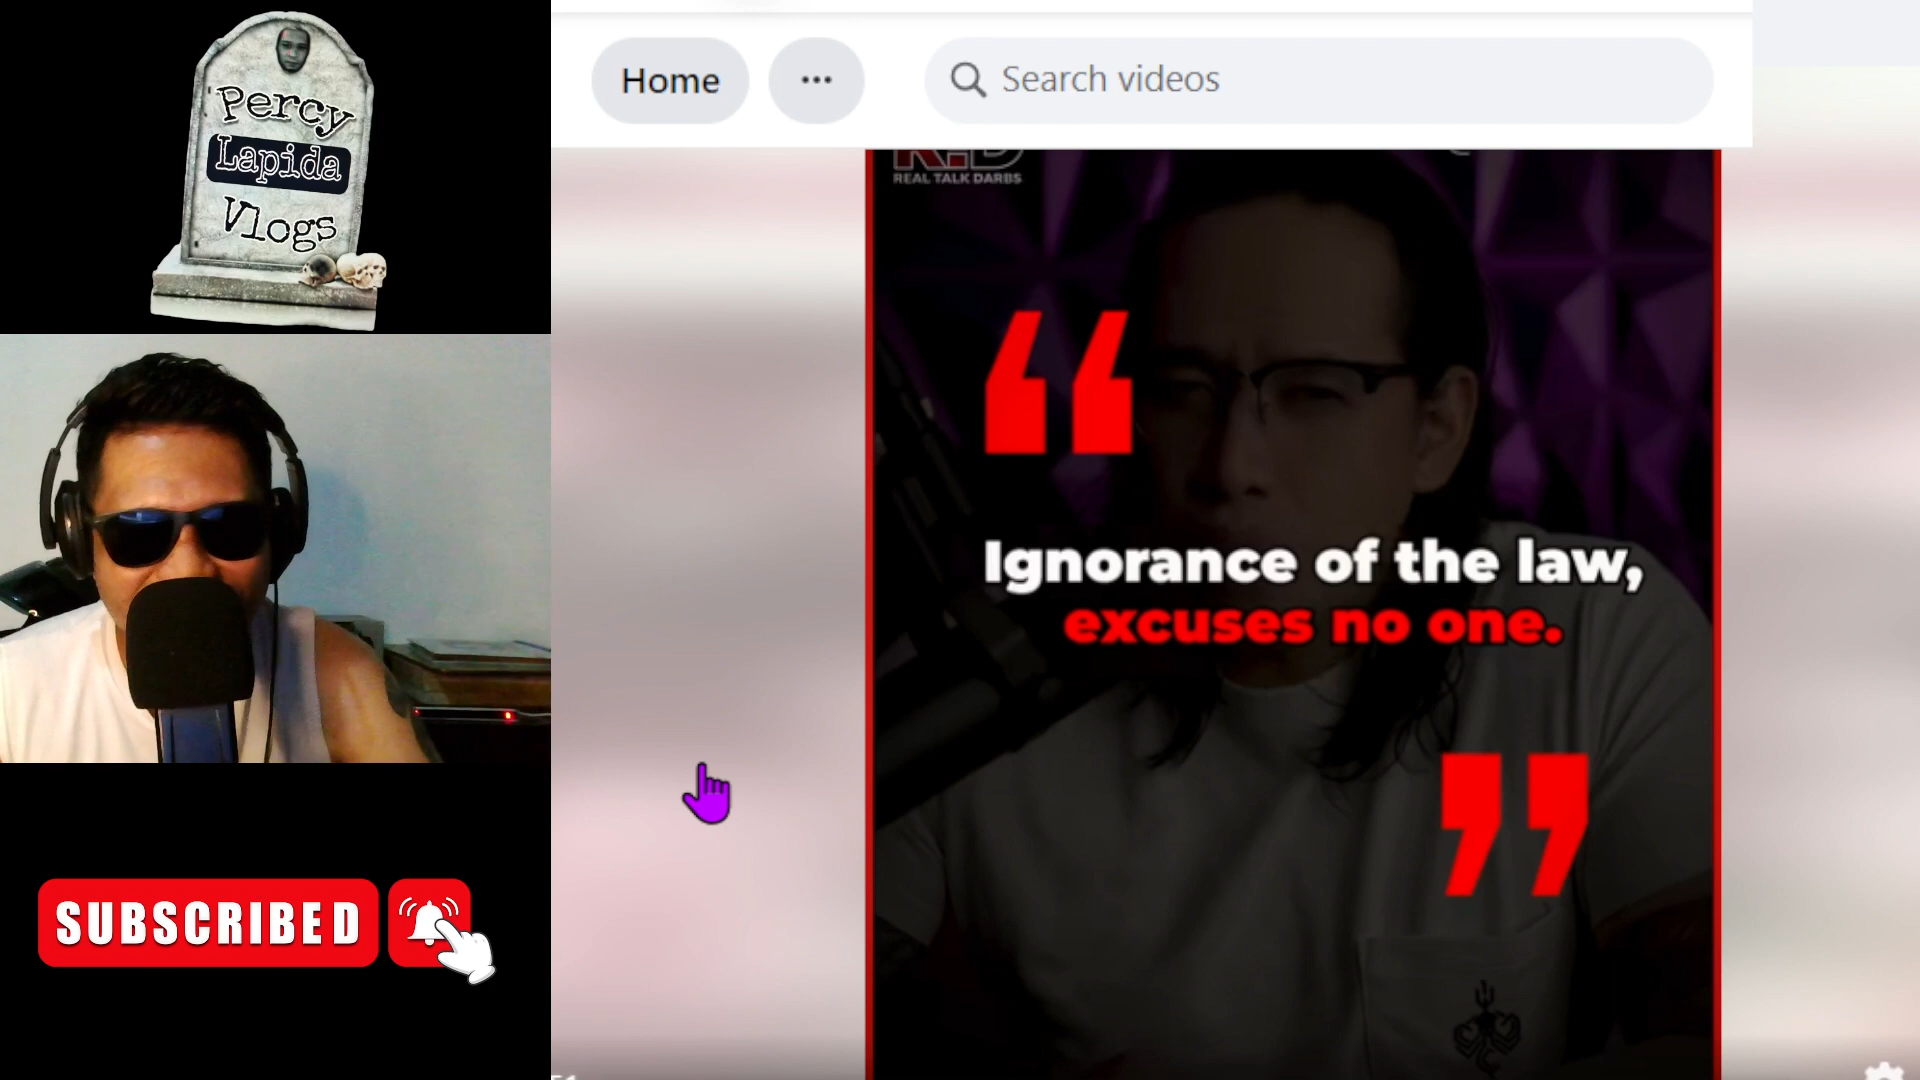 Percy
Lapida
Vlogs
Home
Search videos
REAL TALK DARBS
Ignorance of the law,
excuses no one.
SUBSCRIBED